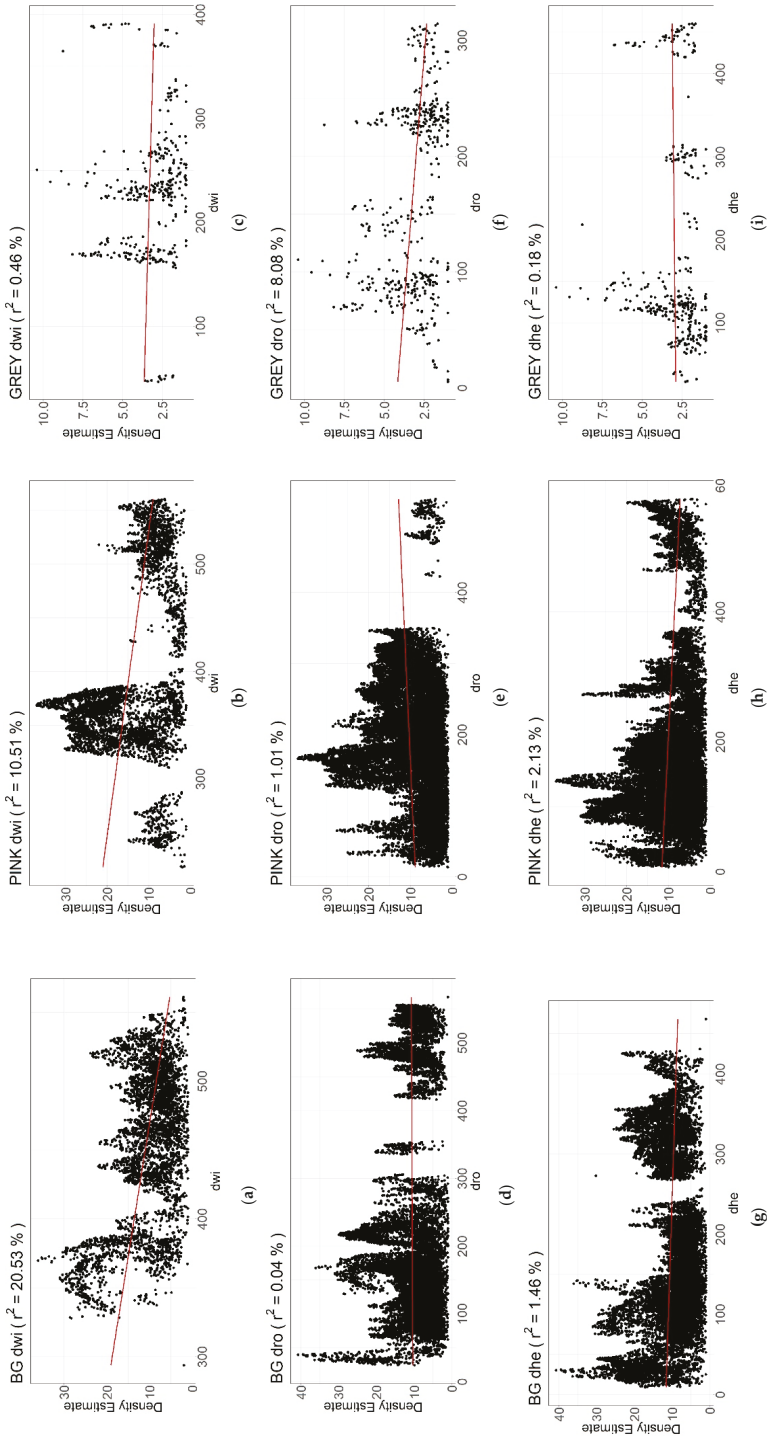 BG dwi ( r² = 20.53 % )
Density Estimate
30
20
10
0
300 400 500
dwi
(a)
PINK dwi ( r² = 10.51 % )
Density Estimate
30
20
10
0
300 400 500
dwi
(b)
GREY dwi ( r² = 0.46 % )
Density Estimate
10.0
7.5
5.0
2.5
100 200 300 400
dwi
(c)
BG dro ( r² = 0.04 % )
Density Estimate
40
30
20
10
0
0 100 200 300 400 500
dro
(d)
PINK dro ( r² = 1.01 % )
Density Estimate
30
20
10
0
0 200 400
dro
(e)
GREY dro ( r² = 8.08 % )
Density Estimate
10.0
7.5
5.0
2.5
0 100 200 300
dro
(f)
BG dhe ( r² = 1.46 % )
Density Estimate
40
30
20
10
0
0 100 200 300 400
dhe
(g)
PINK dhe ( r² = 2.13 % )
Density Estimate
30
20
10
0
0 200 400 60
dhe
(h)
GREY dhe ( r² = 0.18 % )
Density Estimate
10.0
7.5
5.0
2.5
100 200 300 400
dhe
(i)